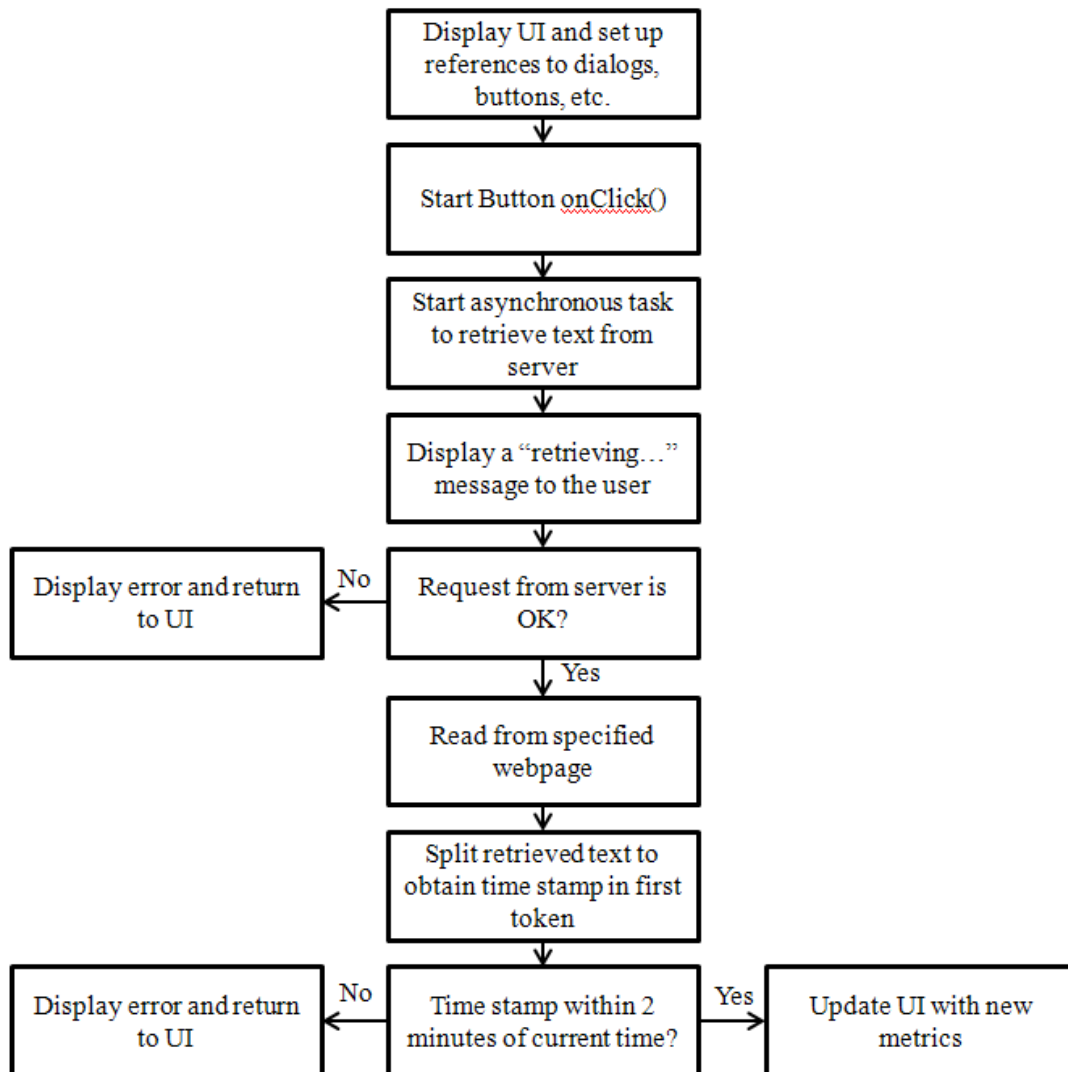 Display UI and set up
references to dialogs,
buttons, etc.
Start Button onClick()
Start asynchronous task
to retrieve text from
server
Display a “retrieving…”
message to the user
Display error and return
to UI
No
Request from server is
OK?
Yes
Read from specified
webpage
Split retrieved text to
obtain time stamp in first
token
Display error and return
to UI
No
Time stamp within 2
minutes of current time?
Yes
Update UI with new
metrics